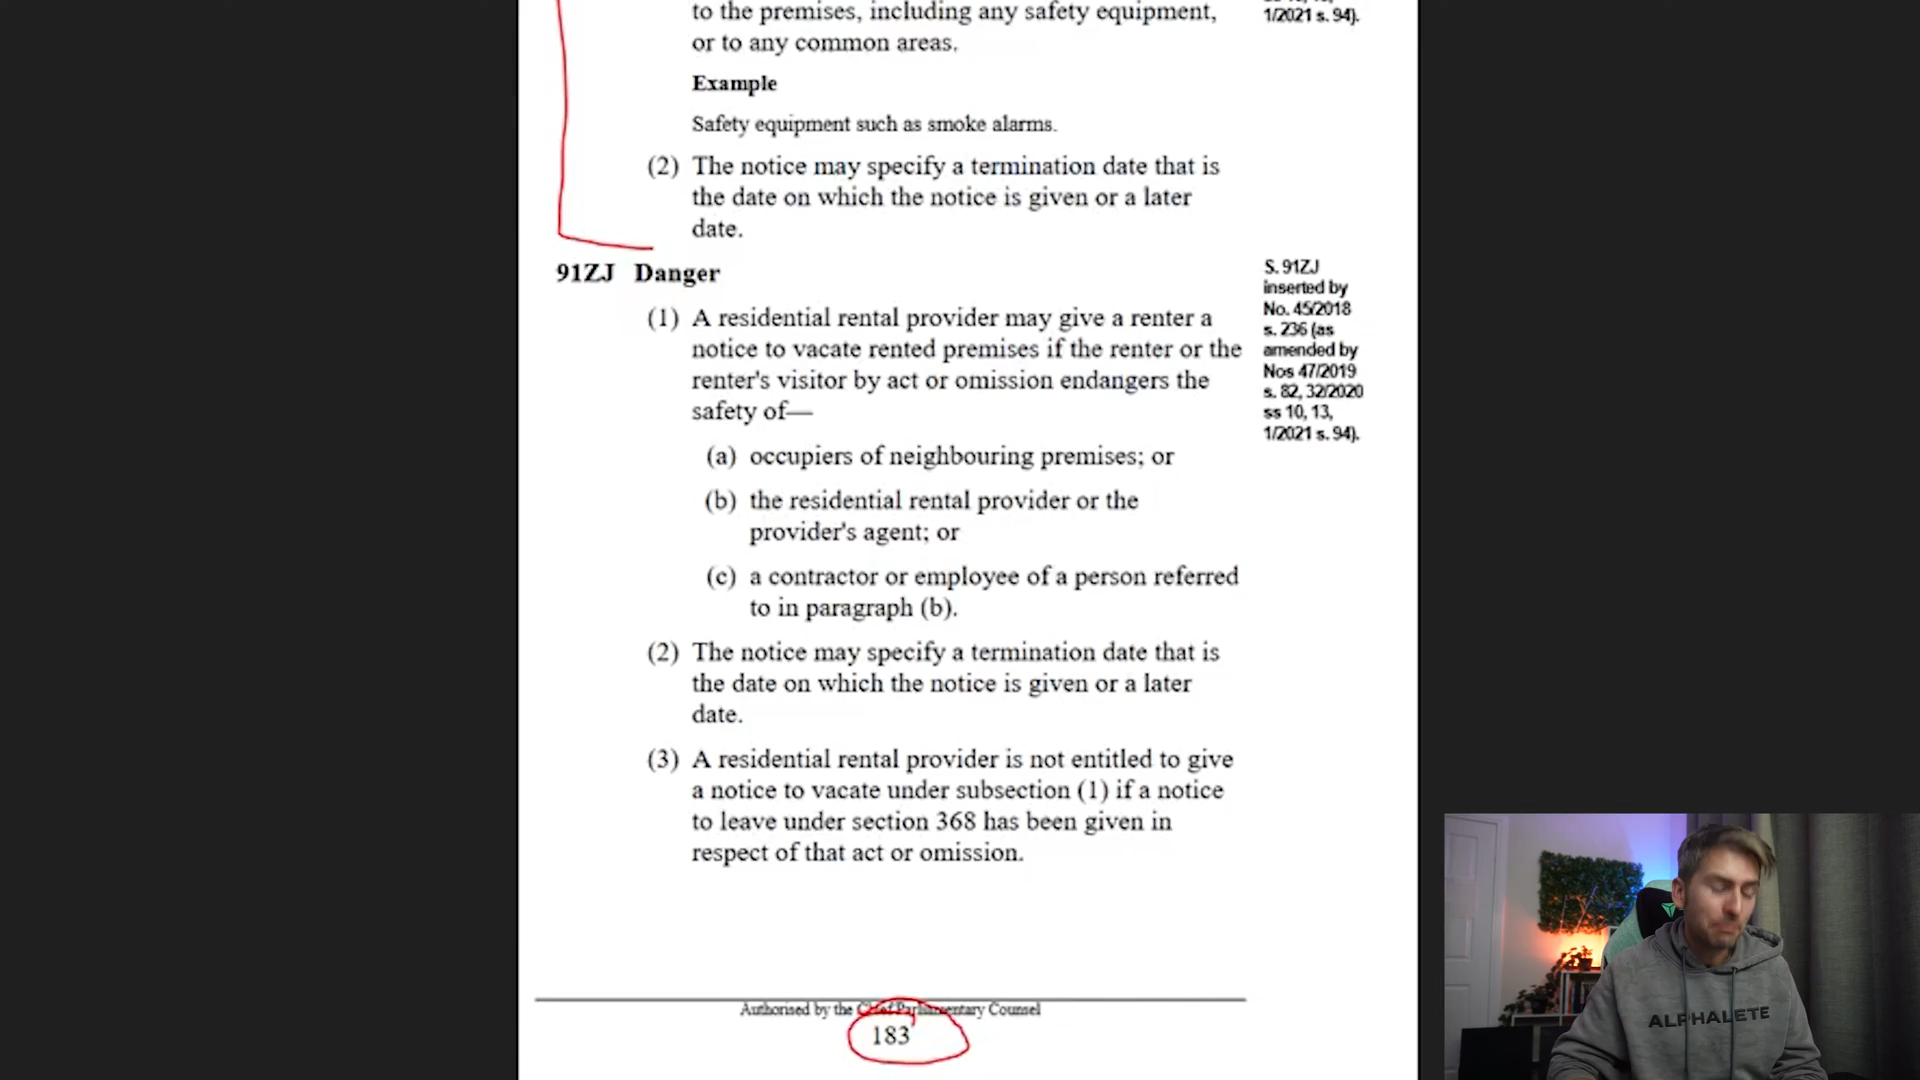 to the premises, including any safety equipment,
or to any common areas.
1/2021 s. 94).
Example
Safety equipment such as smoke alarms.
(2) The notice may specify a termination date that is
the date on which the notice is given or a later
date.
91ZJ Danger
(1) A residential rental provider may give a renter a
notice to vacate rented premises if the renter or the
renter's visitor by act or omission endangers the
safety of—
(a) occupiers of neighbouring premises; or
(b) the residential rental provider or the
provider's agent; or
(c) a contractor or employee of a person referred
to in paragraph (b).
(2) The notice may specify a termination date that is
the date on which the notice is given or a later
date.
(3) A residential rental provider is not entitled to give
a notice to vacate under subsection (1) if a notice
to leave under section 368 has been given in
respect of that act or omission.
S. 91ZJ
inserted by
No. 45/2018
s. 236 (as
amended by
Nos 47/2019
s. 82, 32/2020
ss 10, 13,
1/2021 s. 94).
Authorised by the Chief Parliamentary Counsel
183
ALPHALETE